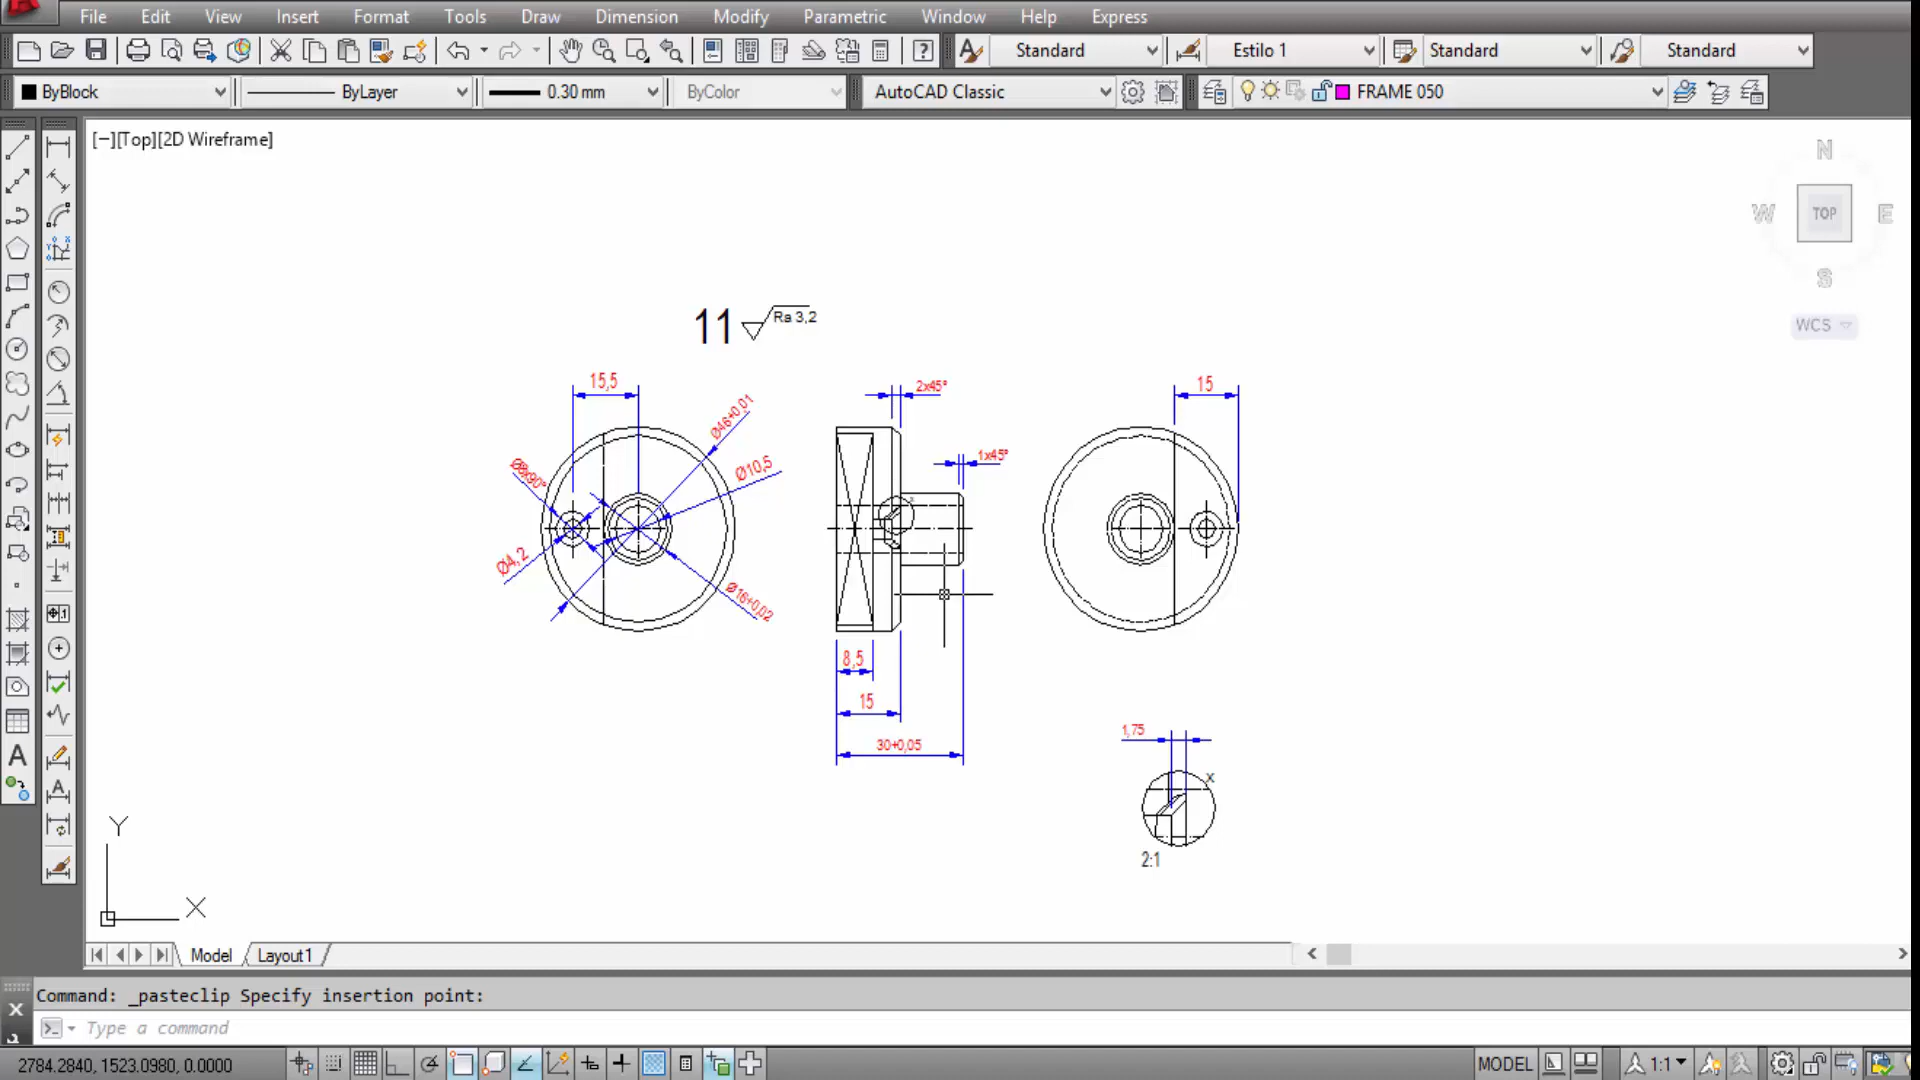 File Edit View Insert Format Tools Draw Dimension Modify Parametric Window Help Express
Standard Estilo 1 Standard Standard
ByBlock ByLayer 0.30 mm ByColor AutoCAD Classic FRAME 050
[−][Top][2D Wireframe]
N
W TOP E
S
WCS
11 Ra 3,2
15,5 2x45° 15
Ø46+0,01
1x45°
Ø8x90° Ø10,5
x
Ø4,2
Ø16+0,02
8,5
15
30+0,05
1,75
x
2:1
Y
X
Model Layout1
Command: _pasteclip Specify insertion point:
Type a command
2784.2840, 1523.0980, 0.0000 MODEL 1:1